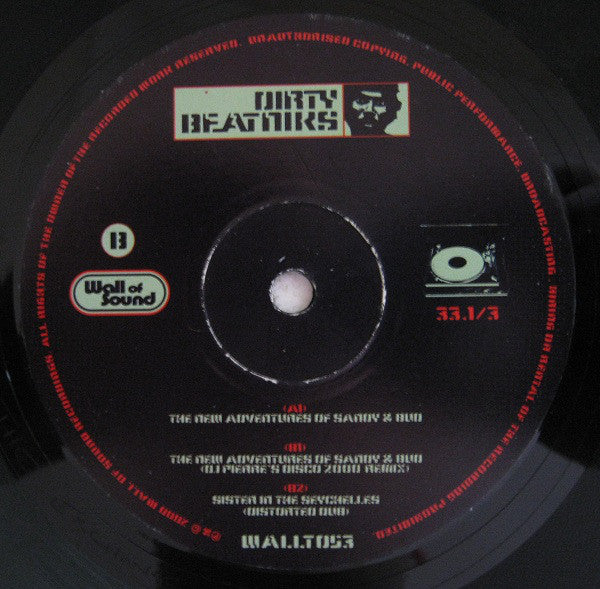 DIRTY
BEATNIKS
B
Wall of
Sound
33.1/3
(A1)
THE NEW ADVENTURES OF SANDY & BUD
(B1)
THE NEW ADVENTURES OF SANDY & BUD
(DJ PIERRE'S DISCO 2000 REMIX)
(B2)
SISTER IN THE SEYCHELLES
(DISTORTED DUB)
WALLT053
℗ & © 2000 WALL OF SOUND RECORDINGS. ALL RIGHTS OF THE OWNER OF THE RECORDED WORK RESERVED. UNAUTHORISED COPYING, PUBLIC PERFORMANCE, BROADCASTING, HIRING OR RENTAL OF THE RECORDING PROHIBITED.